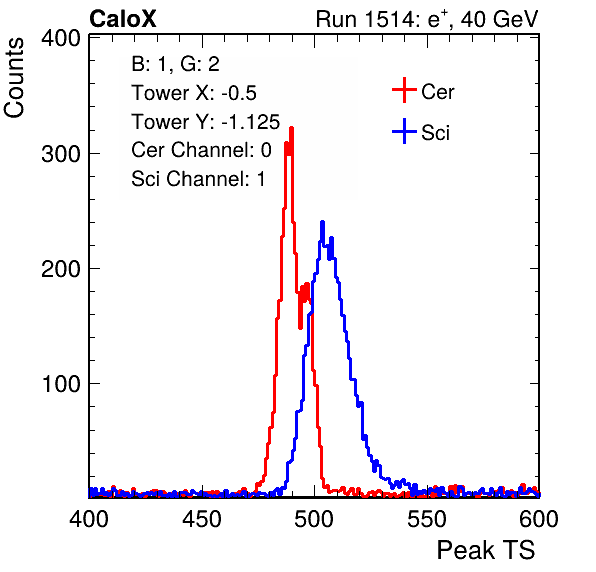 CaloX Run 1514: e+, 40 GeV
Counts
400
300
200
100
B: 1, G: 2
Tower X: -0.5
Tower Y: -1.125
Cer Channel: 0
Sci Channel: 1
Cer
Sci
400 450 500 550 600
Peak TS